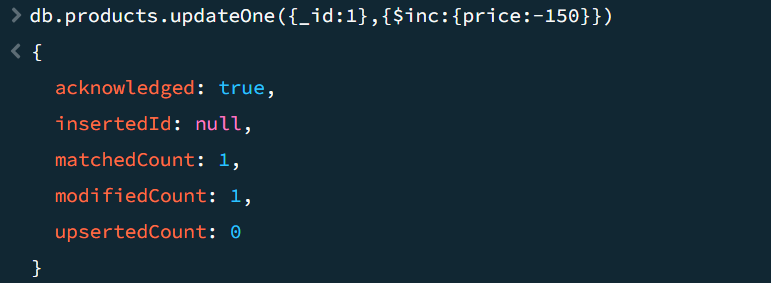 > db.products.updateOne({_id:1},{$inc:{price:-150}})
< {
acknowledged: true,
insertedId: null,
matchedCount: 1,
modifiedCount: 1,
upsertedCount: 0
}